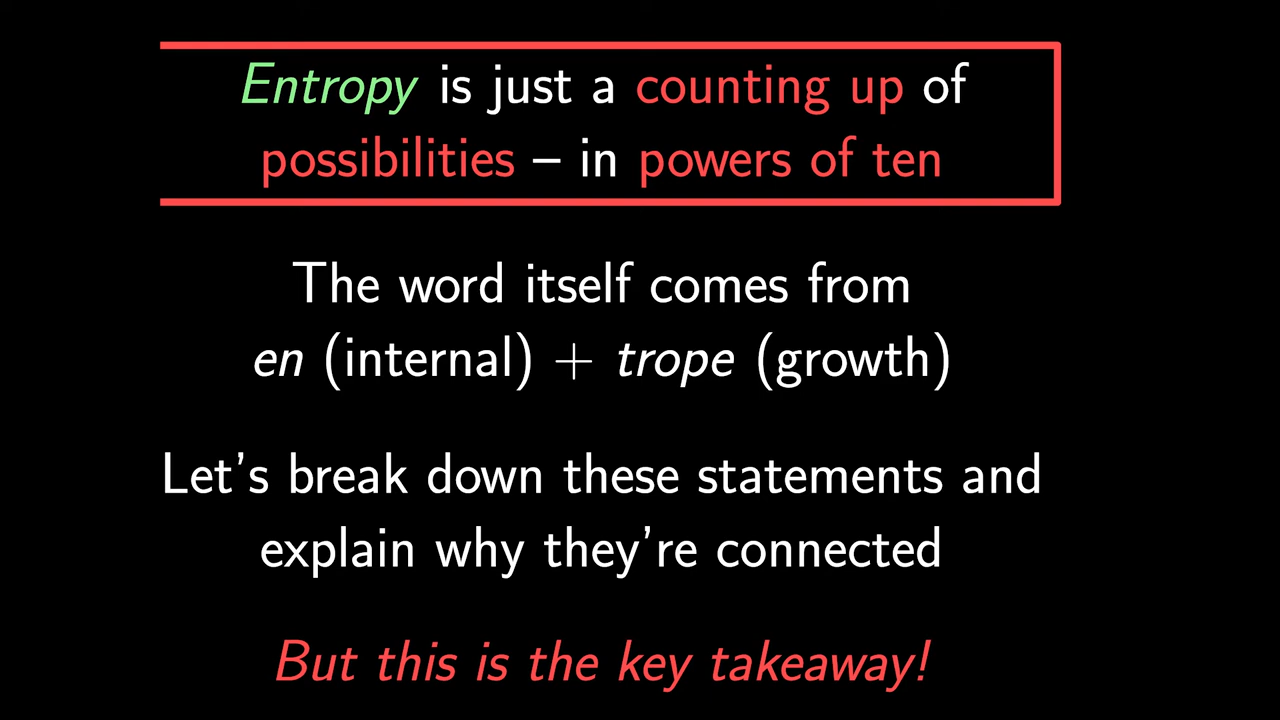 Entropy is just a counting up of
possibilities – in powers of ten
The word itself comes from
en (internal) + trope (growth)
Let's break down these statements and
explain why they're connected
But this is the key takeaway!